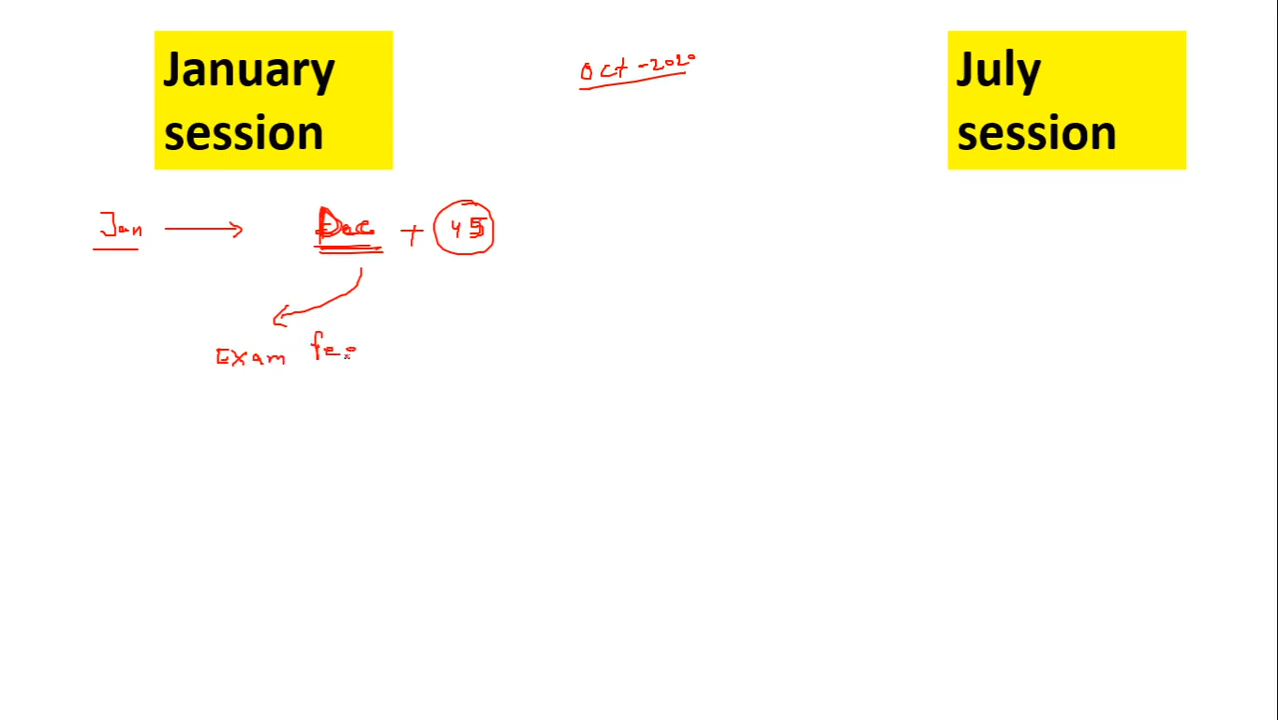 January
session
Oct -2020
July
session
Jan Dec + 45
Exam fee